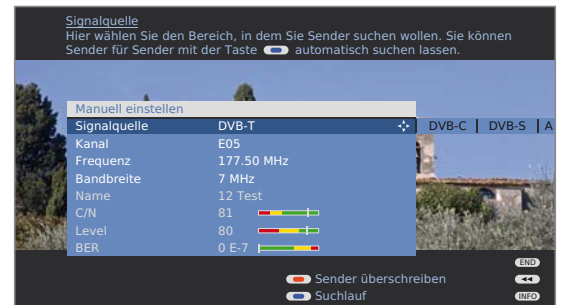 Signalquelle
Hier wählen Sie den Bereich, in dem Sie Sender suchen wollen. Sie können
Sender für Sender mit der Taste automatisch suchen lassen.
Manuell einstellen
Signalquelle DVB-T DVB-C DVB-S A
Kanal E05
Frequenz 177.50 MHz
Bandbreite 7 MHz
Name 12 Test
C/N 81
Level 80
BER 0 E-7
END
Sender überschreiben
Suchlauf INFO